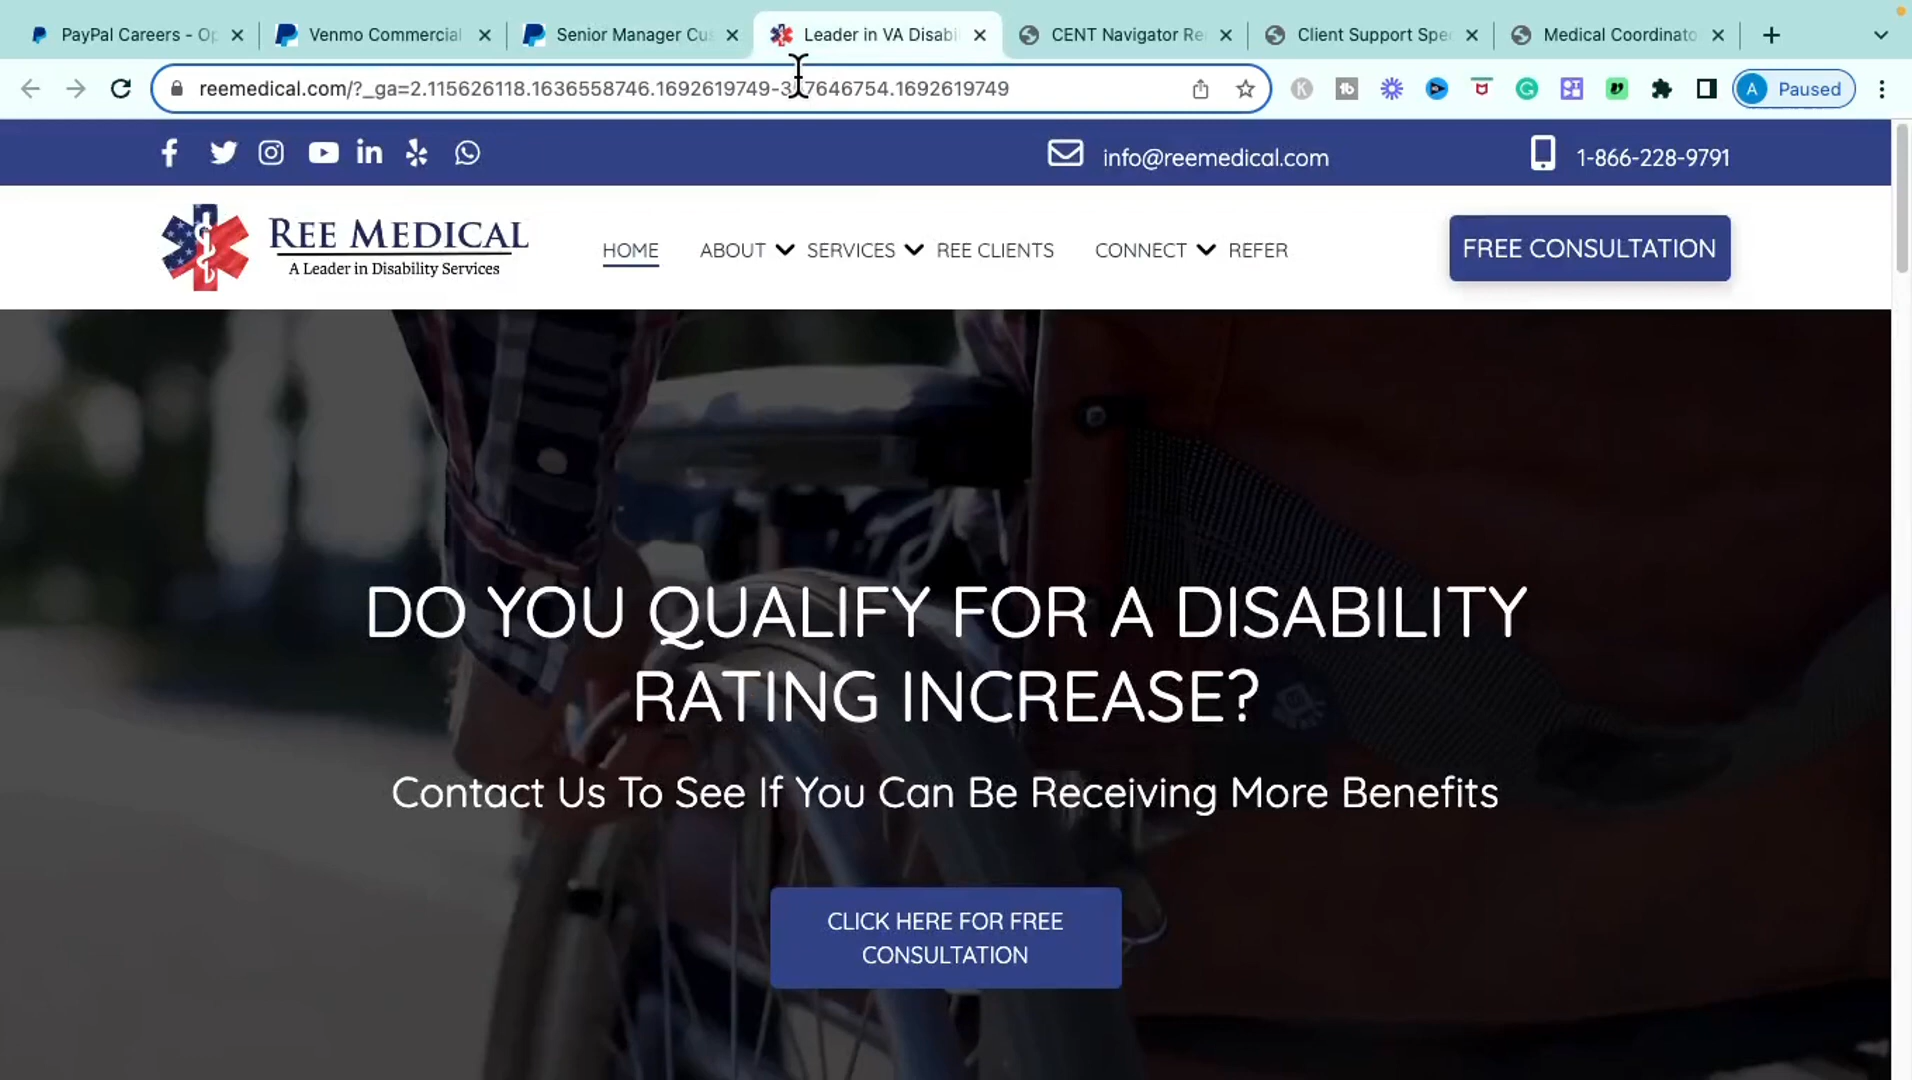 PayPal Careers - Op
Venmo Commercial
Senior Manager Cus
Leader in VA Disabi
CENT Navigator Re
Client Support Spe
Medical Coordinato
reemedical.com/?_ga=2.115626118.1636558746.1692619749-3 7646754.1692619749
A
Paused
info@reemedical.com
1-866-228-9791
REE MEDICAL
A Leader in Disability Services
HOME
ABOUT
SERVICES
REE CLIENTS
CONNECT
REFER
FREE CONSULTATION
DO YOU QUALIFY FOR A DISABILITY
RATING INCREASE?
Contact Us To See If You Can Be Receiving More Benefits
CLICK HERE FOR FREE
CONSULTATION